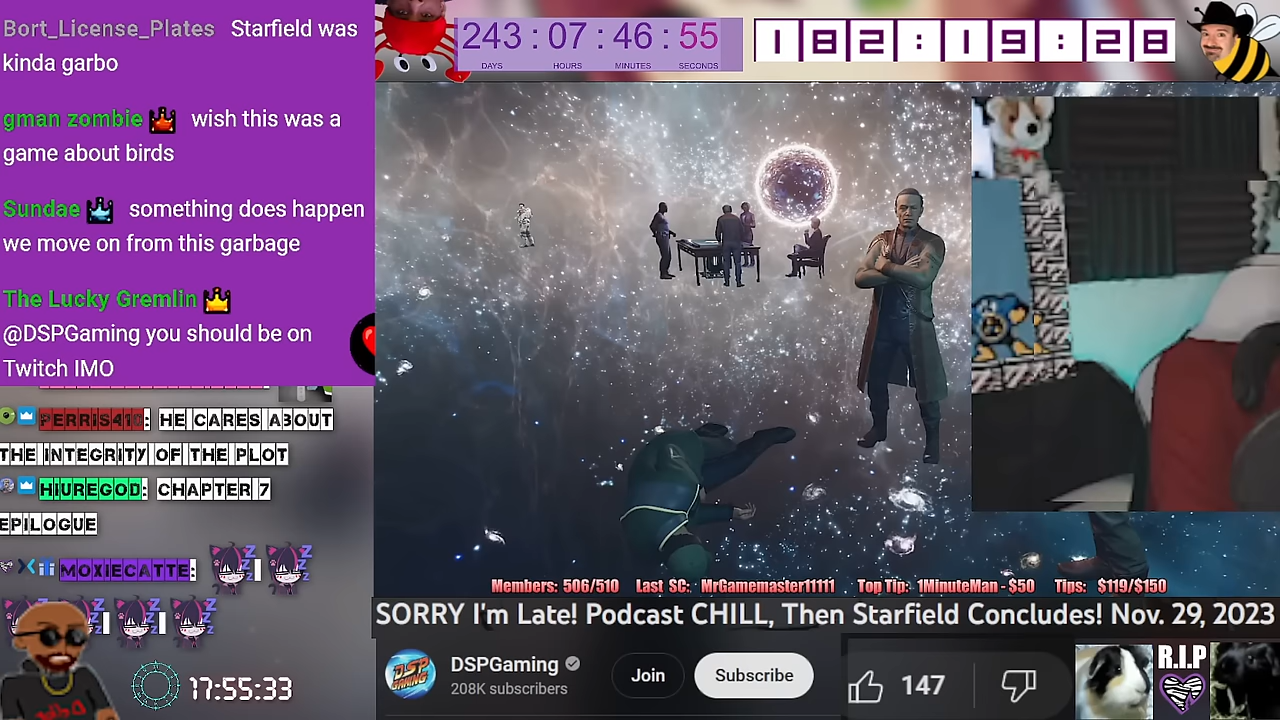 Bort_License_Plates Starfield was
kinda garbo
gman zombie wish this was a
game about birds
Sundae something does happen
we move on from this garbage
The Lucky Gremlin
@DSPGaming you should be on
Twitch IMO
PERRIS410: HE CARES ABOUT
THE INTEGRITY OF THE PLOT
HIUREGOD: CHAPTER 7
EPILOGUE
MOXIECATTE:
17:55:33
243 : 07 : 46 : 55
DAYS HOURS MINUTES SECONDS
182:19:28
Members: 506/510 Last SC: MrGamemaster11111 Top Tip: 1MinuteMan - $50 Tips: $119/$150
SORRY I'm Late! Podcast CHILL, Then Starfield Concludes! Nov. 29, 2023
DSP GAMING
DSPGaming
208K subscribers
Join
Subscribe
147
R.I.P